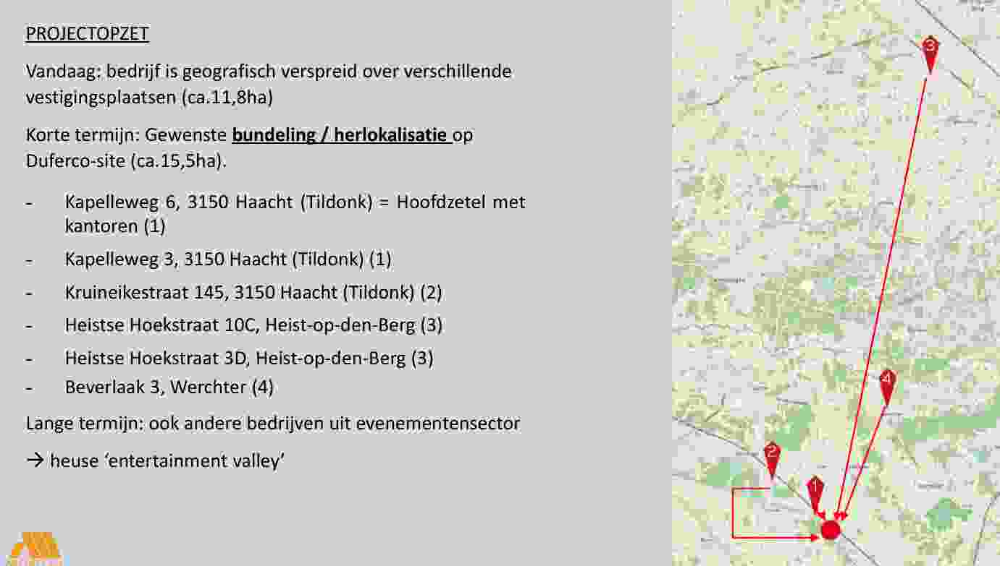 PROJECTOPZET
Vandaag: bedrijf is geografisch verspreid over verschillende
vestigingsplaatsen (ca.11,8ha)
Korte termijn: Gewenste bundeling / herlokalisatie op
Duferco-site (ca.15,5ha).
- Kapelleweg 6, 3150 Haacht (Tildonk) = Hoofdzetel met
kantoren (1)
- Kapelleweg 3, 3150 Haacht (Tildonk) (1)
- Kruineikestraat 145, 3150 Haacht (Tildonk) (2)
- Heistse Hoekstraat 10C, Heist-op-den-Berg (3)
- Heistse Hoekstraat 3D, Heist-op-den-Berg (3)
- Beverlaak 3, Werchter (4)
Lange termijn: ook andere bedrijven uit evenementensector
→ heuse ‘entertainment valley’
3
4
2
1